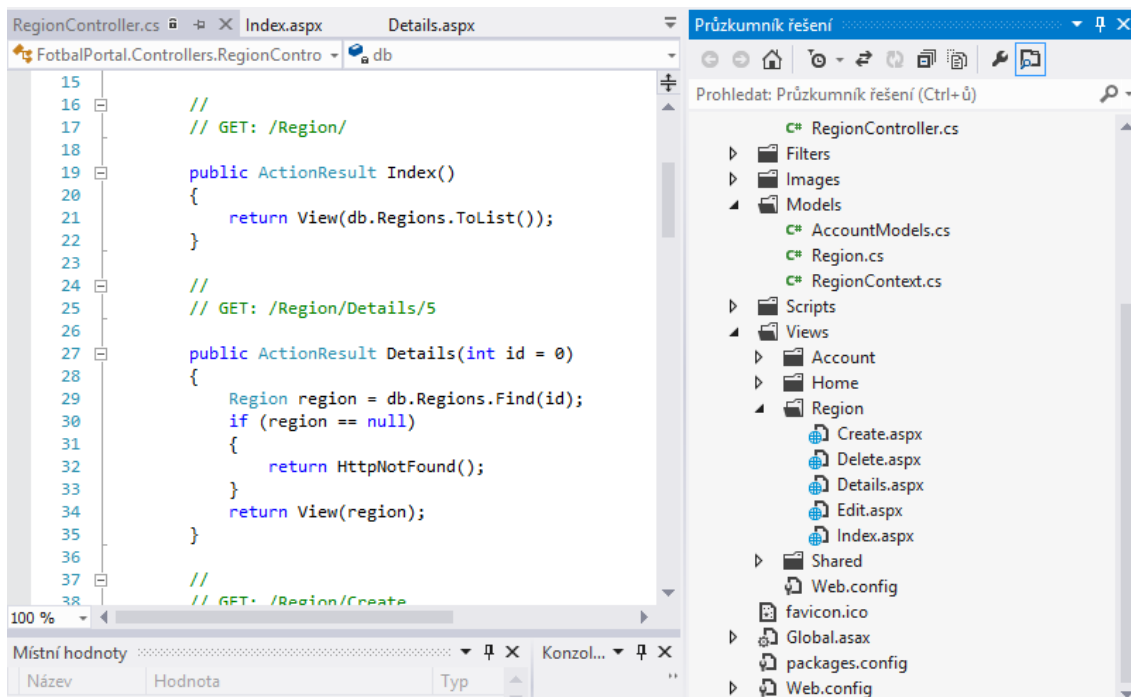 RegionController.cs Index.aspx Details.aspx
FotbalPortal.Controllers.RegionContro db
15
16 //
17 // GET: /Region/
18
19 public ActionResult Index()
20 {
21 return View(db.Regions.ToList());
22 }
23
24 //
25 // GET: /Region/Details/5
26
27 public ActionResult Details(int id = 0)
28 {
29 Region region = db.Regions.Find(id);
30 if (region == null)
31 {
32 return HttpNotFound();
33 }
34 return View(region);
35 }
36
37 //
38 // GET: /Region/Create
100 %
Místní hodnoty
Název Hodnota Typ
Konzol...
Průzkumník řešení
Prohledat: Průzkumník řešení (Ctrl+ů)
C# RegionController.cs
Filters
Images
Models
C# AccountModels.cs
C# Region.cs
C# RegionContext.cs
Scripts
Views
Account
Home
Region
Create.aspx
Delete.aspx
Details.aspx
Edit.aspx
Index.aspx
Shared
Web.config
favicon.ico
Global.asax
packages.config
Web.config